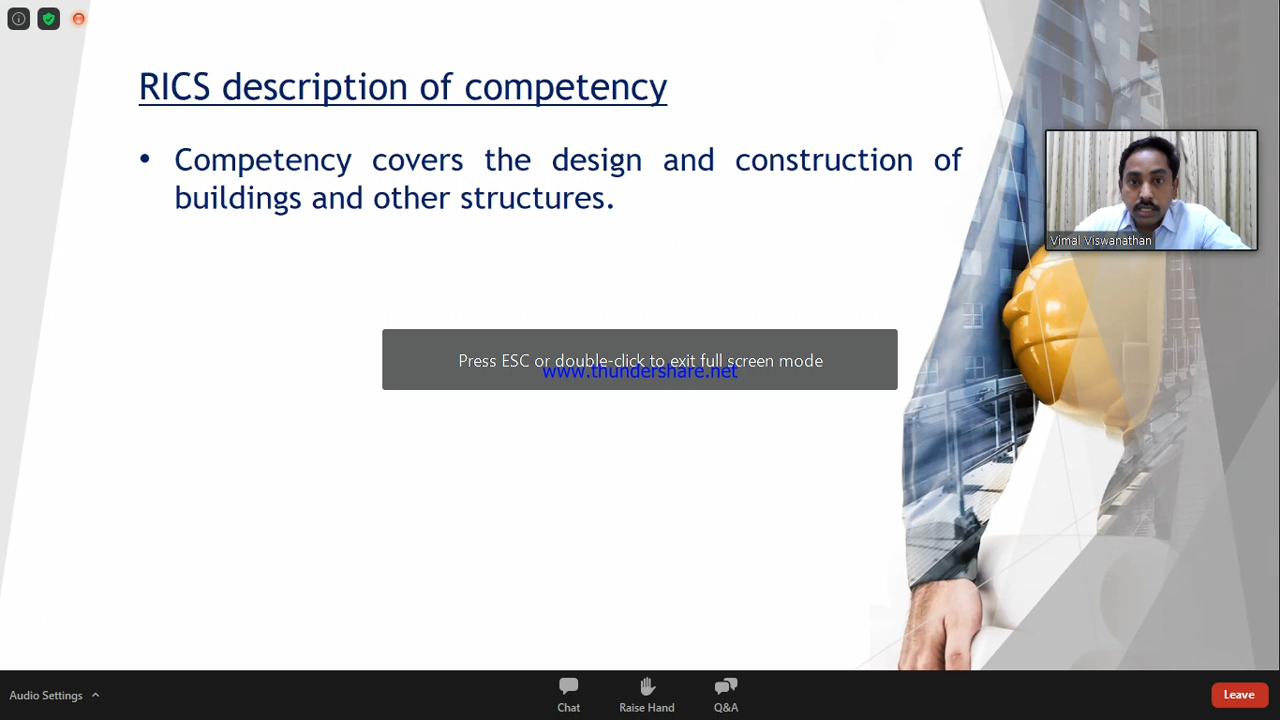 RICS description of competency
• Competency covers the design and construction of
buildings and other structures.
Vimal Viswanathan
Press ESC or double-click to exit full screen mode
www.thundershare.net
Audio Settings
Chat
Raise Hand
Q&A
Leave